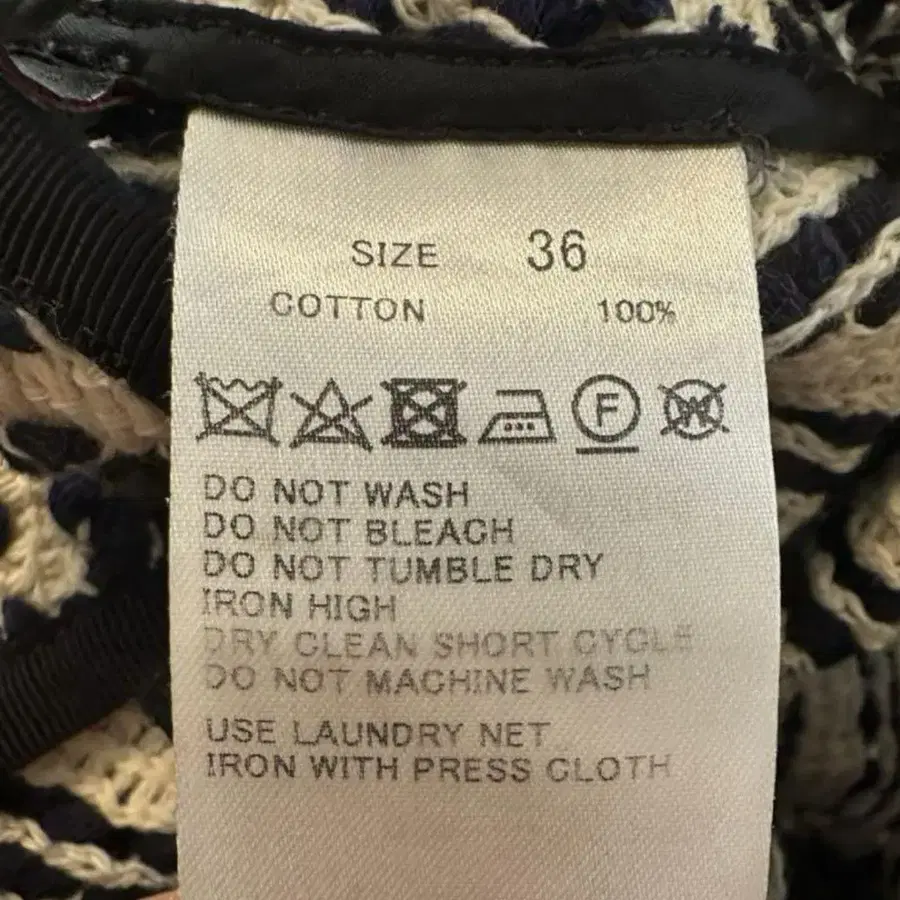 SIZE 36
COTTON 100%
F W
DO NOT WASH
DO NOT BLEACH
DO NOT TUMBLE DRY
IRON HIGH
DRY CLEAN SHORT CYCLE
DO NOT MACHINE WASH
USE LAUNDRY NET
IRON WITH PRESS CLOTH